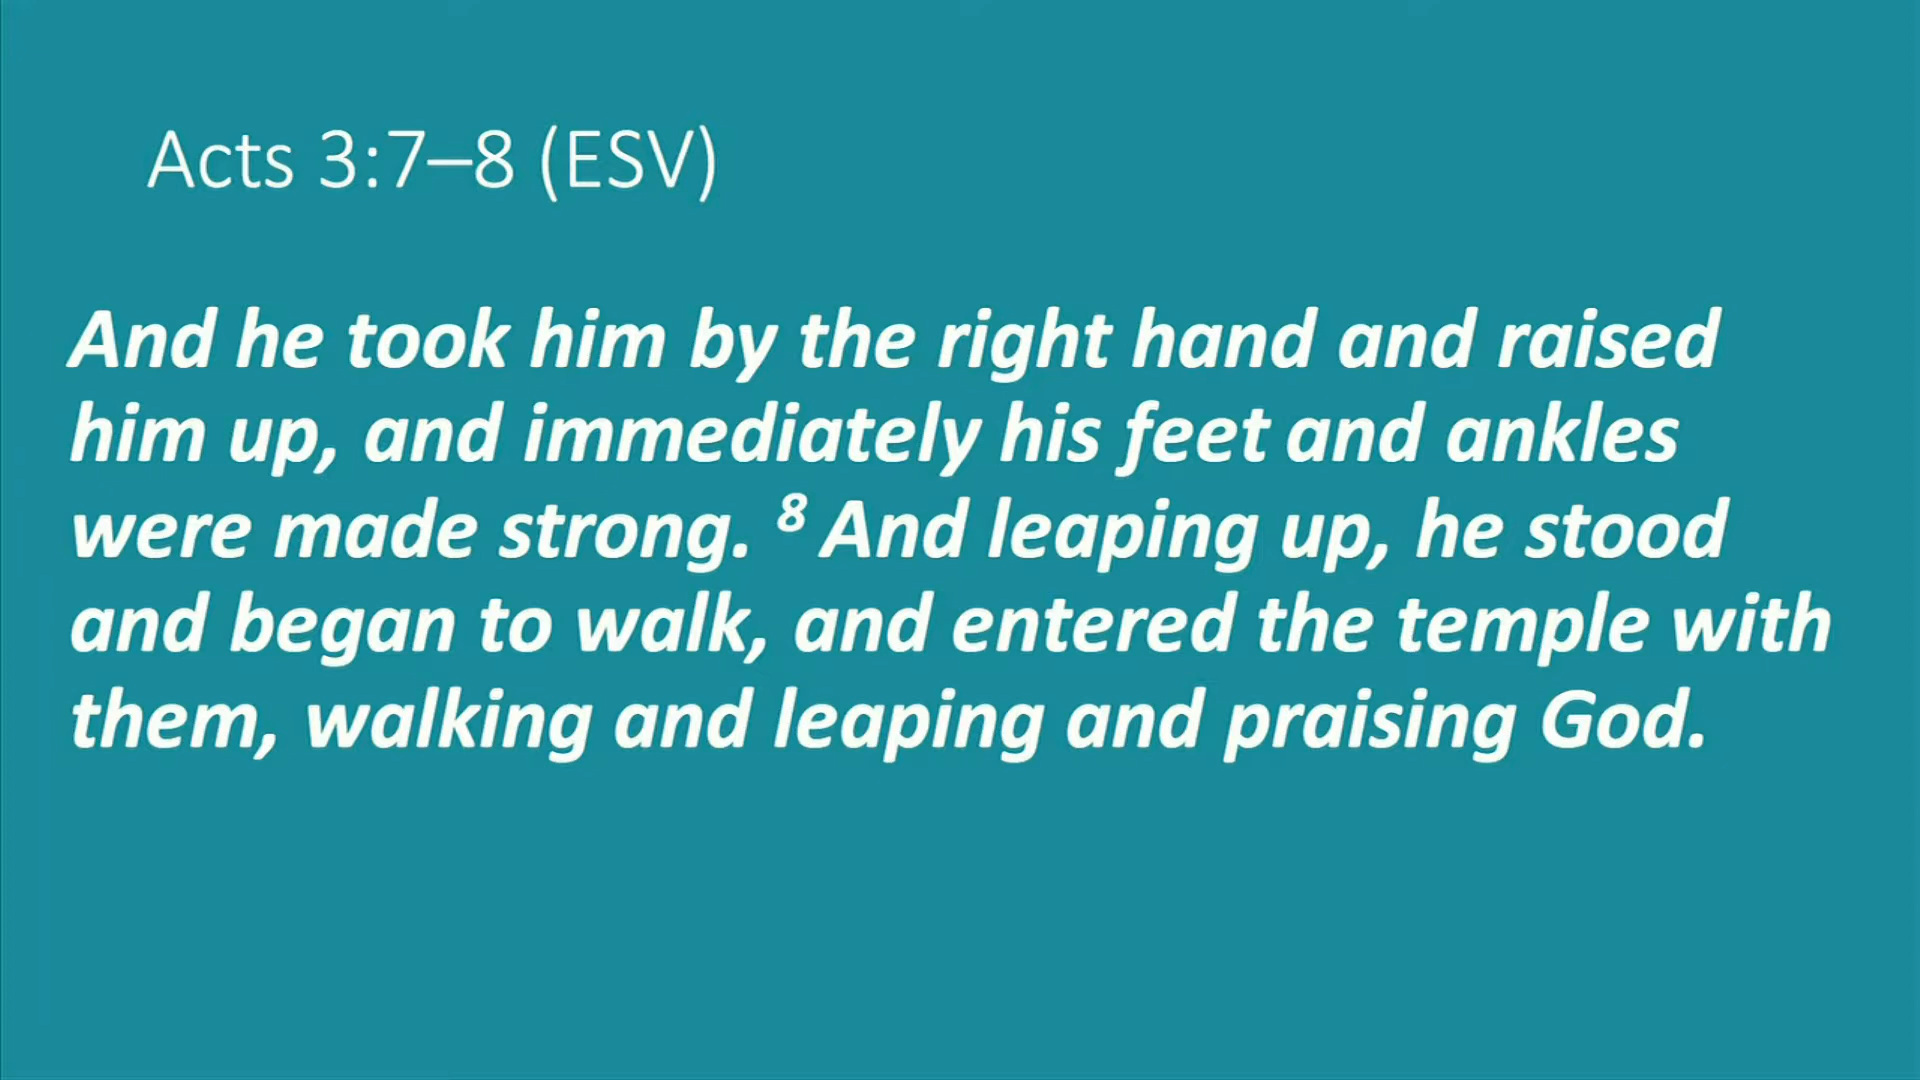 Acts 3:7–8 (ESV)
And he took him by the right hand and raised
him up, and immediately his feet and ankles
were made strong. ⁸ And leaping up, he stood
and began to walk, and entered the temple with
them, walking and leaping and praising God.